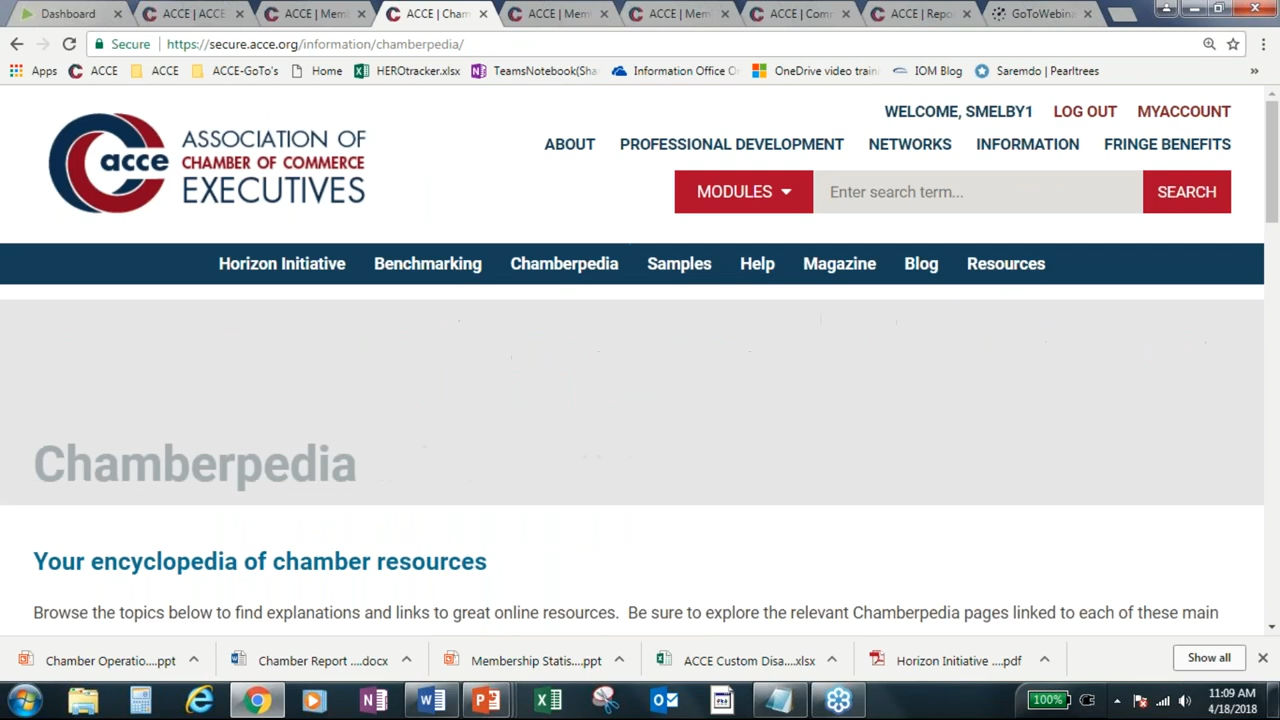 Dashboard
ACCE | ACCE
ACCE | Mem
ACCE | Cham
ACCE | Mem
ACCE | Mem
ACCE | Com
ACCE | Repo
GoToWebina
Secure
https://secure.acce.org/information/chamberpedia/
Apps
ACCE
ACCE
ACCE-GoTo's
Home
HEROtracker.xlsx
TeamsNotebook(Sha
Information Office O
OneDrive video train
IOM Blog
Saremdo | Pearltrees
»
WELCOME, SMELBY1 LOG OUT MYACCOUNT
acce
ASSOCIATION OF
CHAMBER OF COMMERCE
EXECUTIVES
ABOUT PROFESSIONAL DEVELOPMENT NETWORKS INFORMATION FRINGE BENEFITS
MODULES Enter search term... SEARCH
Horizon Initiative Benchmarking Chamberpedia Samples Help Magazine Blog Resources
Chamberpedia
Your encyclopedia of chamber resources
Browse the topics below to find explanations and links to great online resources. Be sure to explore the relevant Chamberpedia pages linked to each of these main
Chamber Operatio....ppt
Chamber Report ....docx
Membership Statis....ppt
ACCE Custom Disa....xlsx
Horizon Initiative ....pdf
Show all
100%
11:09 AM
4/18/2018